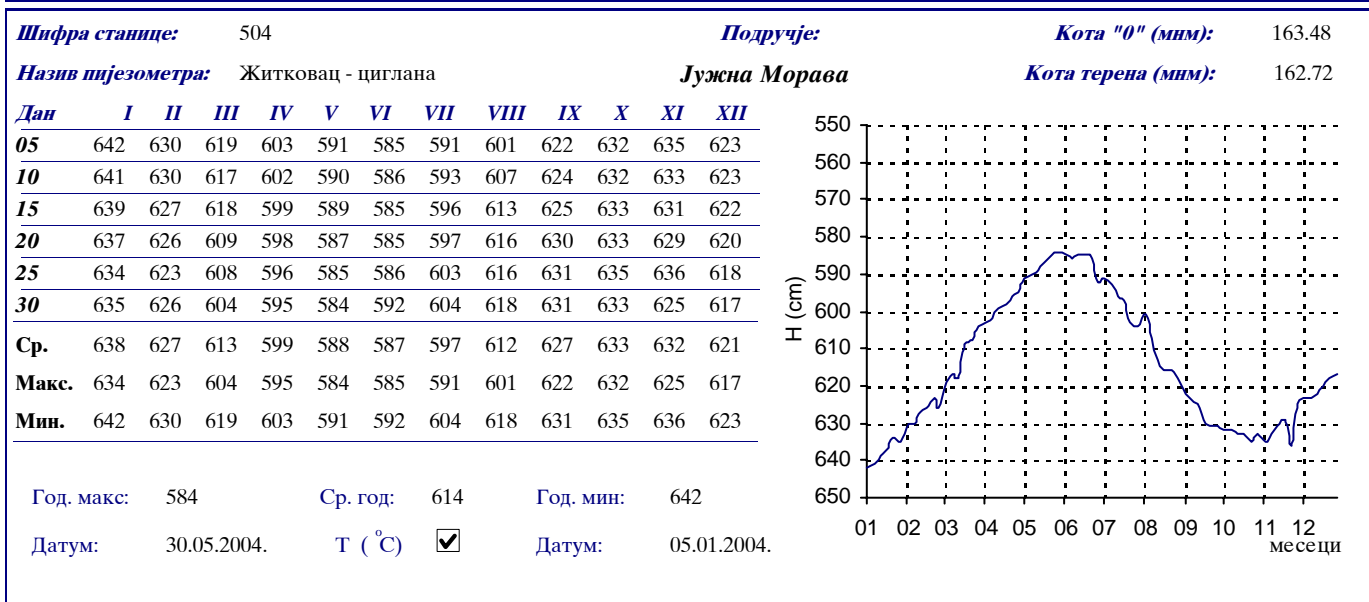 Шифра станице: 504 Подручје: Кота "0" (мнм): 163.48
Назив пијезометра: Житковац - циглана Јужна Морава Кота терена (мнм): 162.72
Дан I II III IV V VI VII VIII IX X XI XII
05 642 630 619 603 591 585 591 601 622 632 635 623
10 641 630 617 602 590 586 593 607 624 632 633 623
15 639 627 618 599 589 585 596 613 625 633 631 622
20 637 626 609 598 587 585 597 616 630 633 629 620
25 634 623 608 596 585 586 603 616 631 635 636 618
30 635 626 604 595 584 592 604 618 631 633 625 617
Ср. 638 627 613 599 588 587 597 612 627 633 632 621
Макс. 634 623 604 595 584 585 591 601 622 632 625 617
Мин. 642 630 619 603 591 592 604 618 631 635 636 623
Год. макс: 584 Ср. год: 614 Год. мин: 642
Датум: 30.05.2004. Т ( °C) Датум: 05.01.2004.
H (cm)
550
560
570
580
590
600
610
620
630
640
650
01 02 03 04 05 06 07 08 09 10 11 12
месеци